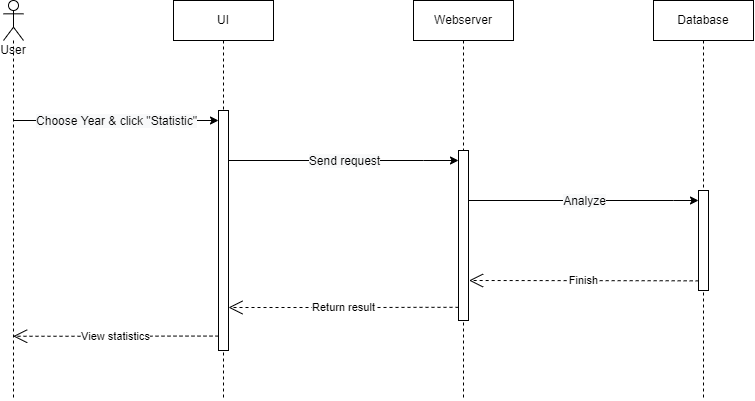 User
UI
Webserver
Database
Choose Year & click "Statistic"
Send request
Analyze
Finish
Return result
View statistics